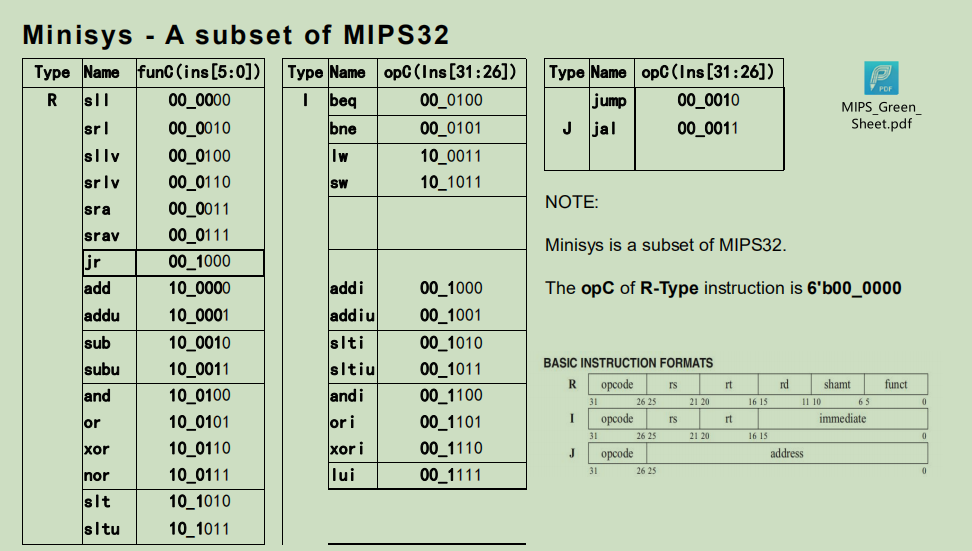 Minisys - A subset of MIPS32
Type Name funC(ins[5:0])
R sll 00_0000
srl 00_0010
sllv 00_0100
srlv 00_0110
sra 00_0011
srav 00_0111
jr 00_1000
add 10_0000
addu 10_0001
sub 10_0010
subu 10_0011
and 10_0100
or 10_0101
xor 10_0110
nor 10_0111
slt 10_1010
sltu 10_1011
Type Name opC(Ins[31:26])
I beq 00_0100
bne 00_0101
lw 10_0011
sw 10_1011
addi 00_1000
addiu 00_1001
slti 00_1010
sltiu 00_1011
andi 00_1100
ori 00_1101
xori 00_1110
lui 00_1111
Type Name opC(Ins[31:26])
jump 00_0010
J jal 00_0011
PDF
MIPS_Green_
Sheet.pdf
NOTE:
Minisys is a subset of MIPS32.
The opC of R-Type instruction is 6'b00_0000
BASIC INSTRUCTION FORMATS
R opcode rs rt rd shamt funct
31 26 25 21 20 16 15 11 10 6 5 0
I opcode rs rt immediate
31 26 25 21 20 16 15 0
J opcode address
31 26 25 0